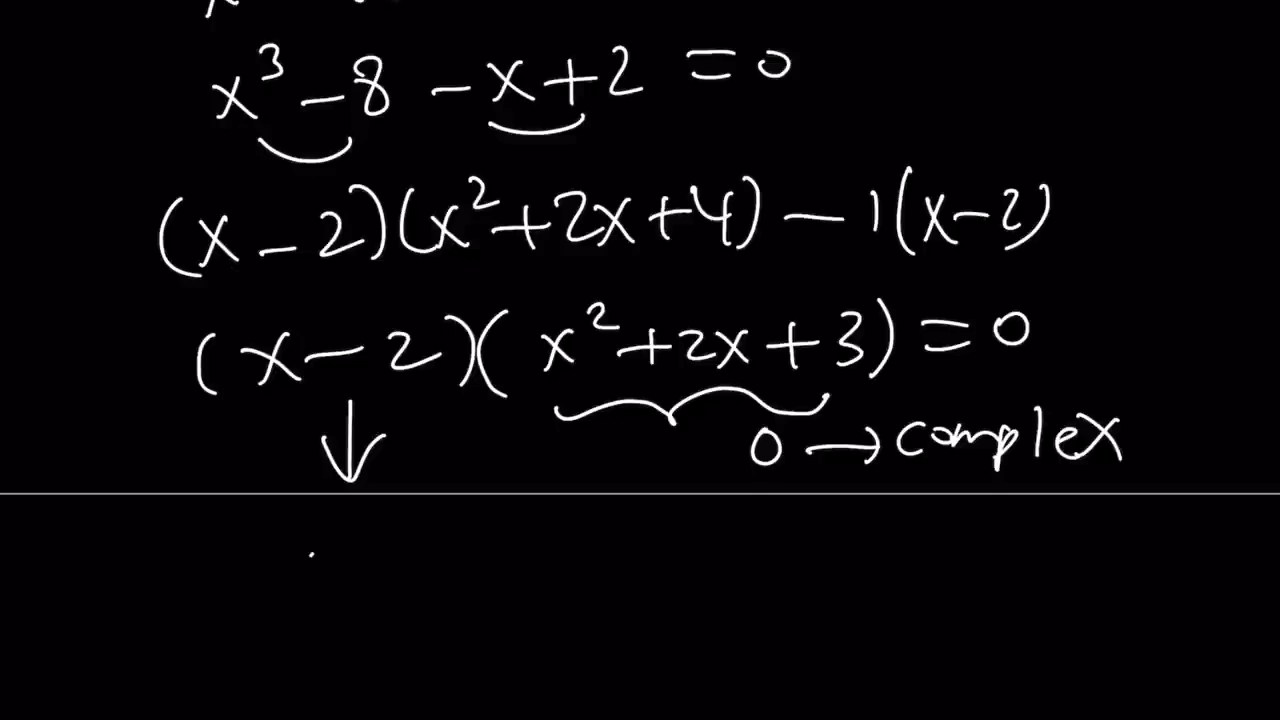 x³ - 8 - x + 2 = 0
(x - 2)(x² + 2x + 4) - 1(x - 2)
(x - 2)(x² + 2x + 3) = 0
↓ 0 → complex